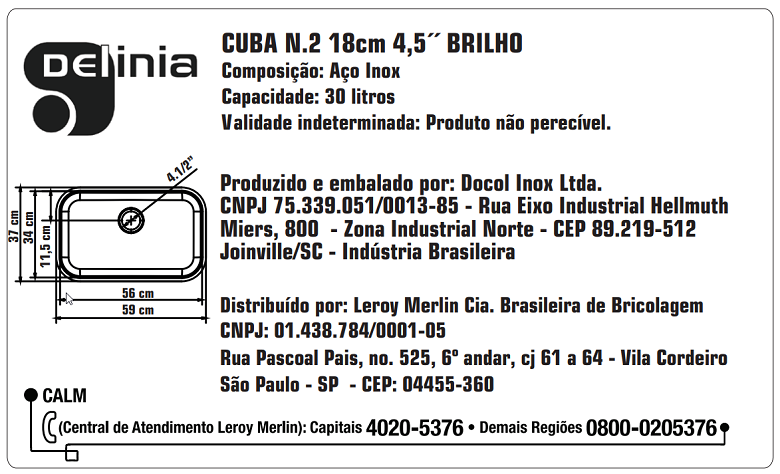 DELinia
CUBA N.2 18cm 4,5´´ BRILHO
Composição: Aço Inox
Capacidade: 30 litros
Validade indeterminada: Produto não perecível.
4.1/2"
37 cm
34 cm
11,5 cm
56 cm
59 cm
Produzido e embalado por: Docol Inox Ltda.
CNPJ 75.339.051/0013-85 - Rua Eixo Industrial Hellmuth
Miers, 800 - Zona Industrial Norte - CEP 89.219-512
Joinville/SC - Indústria Brasileira
Distribuído por: Leroy Merlin Cia. Brasileira de Bricolagem
CNPJ: 01.438.784/0001-05
Rua Pascoal Pais, no. 525, 6º andar, cj 61 a 64 - Vila Cordeiro
São Paulo - SP - CEP: 04455-360
CALM
(Central de Atendimento Leroy Merlin): Capitais 4020-5376 • Demais Regiões 0800-0205376